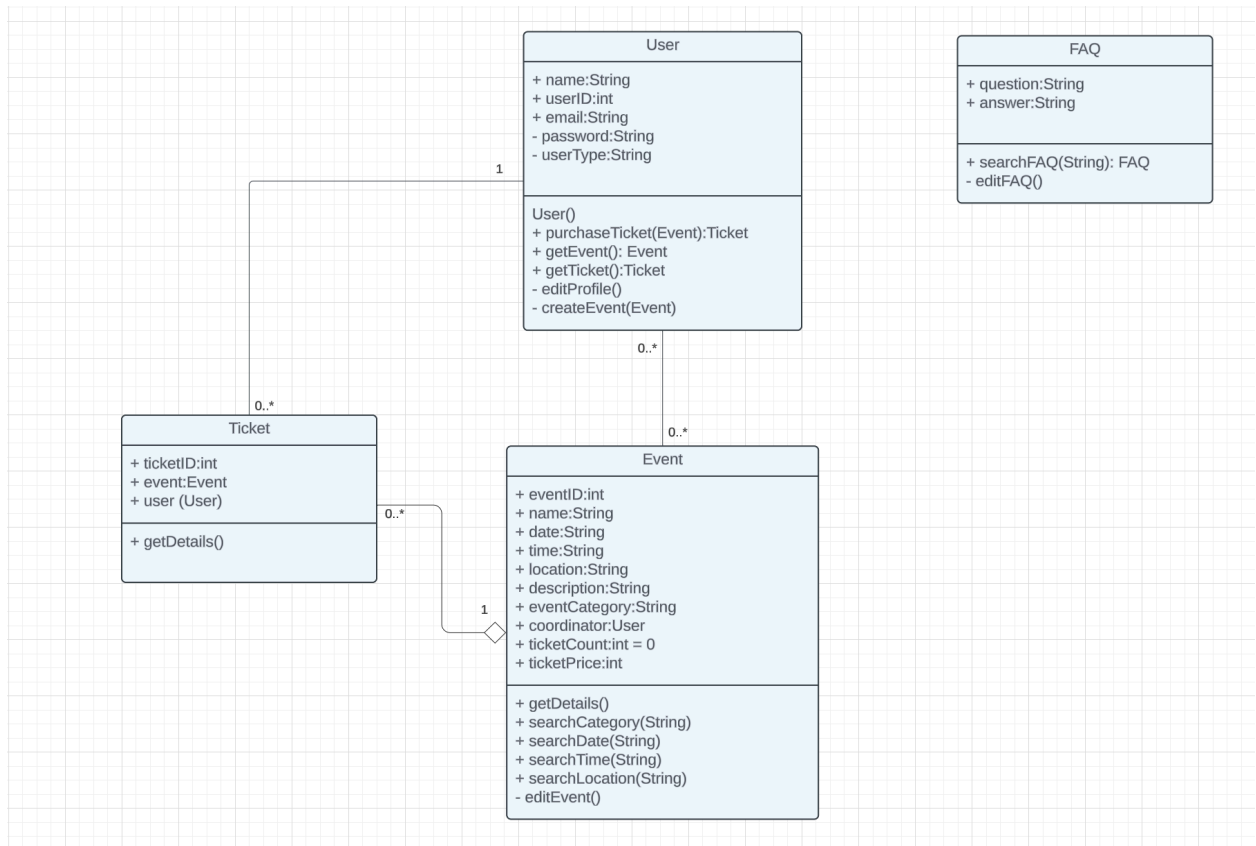 User
+ name:String
+ userID:int
+ email:String
- password:String
- userType:String
User()
+ purchaseTicket(Event):Ticket
+ getEvent(): Event
+ getTicket():Ticket
- editProfile()
- createEvent(Event)
FAQ
+ question:String
+ answer:String
+ searchFAQ(String): FAQ
- editFAQ()
1
0..*
0..*
0..*
Ticket
+ ticketID:int
+ event:Event
+ user (User)
+ getDetails()
0..*
1
Event
+ eventID:int
+ name:String
+ date:String
+ time:String
+ location:String
+ description:String
+ eventCategory:String
+ coordinator:User
+ ticketCount:int = 0
+ ticketPrice:int
+ getDetails()
+ searchCategory(String)
+ searchDate(String)
+ searchTime(String)
+ searchLocation(String)
- editEvent()